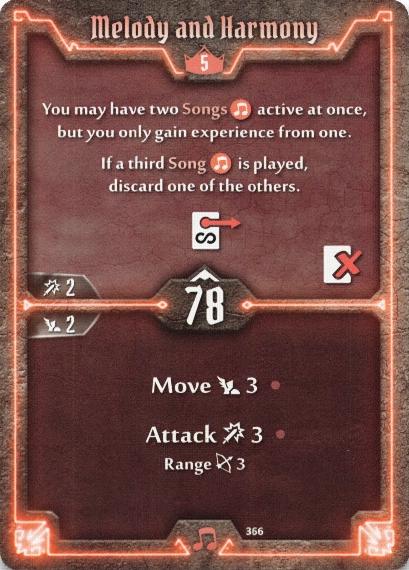 Melody and Harmony
5
You may have two Songs active at once,
but you only gain experience from one.
If a third Song is played,
discard one of the others.
S
2
78
2
Move 3
Attack 3
Range 3
366